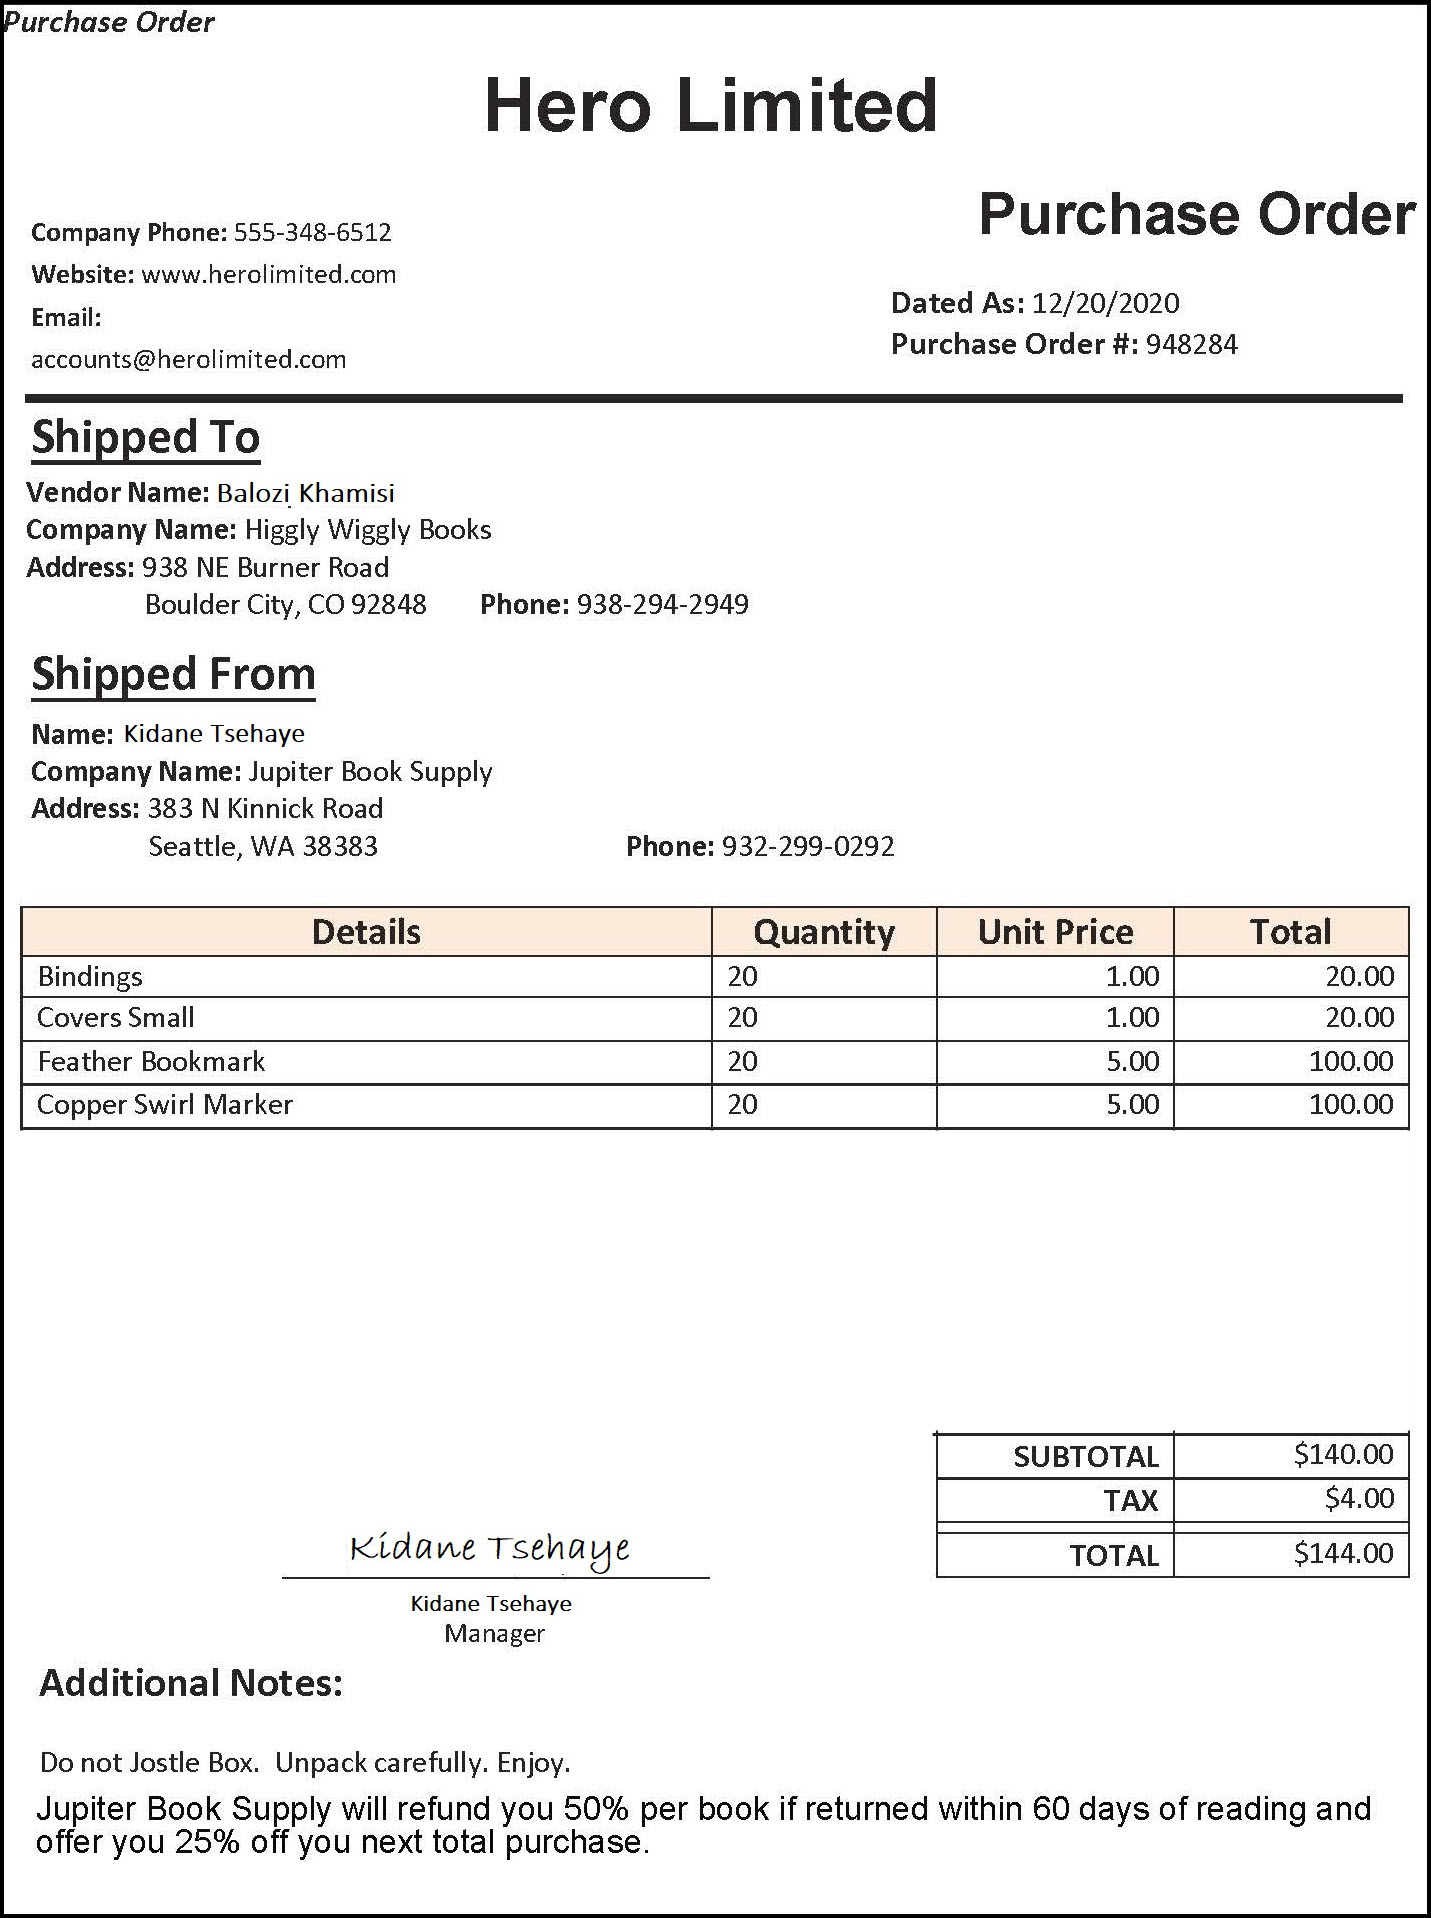 Purchase Order
Hero Limited
Purchase Order
Company Phone: 555-348-6512
Website: www.herolimited.com
Email:
accounts@herolimited.com
Dated As: 12/20/2020
Purchase Order #: 948284
Shipped To
Vendor Name: Balozi Khamisi
Company Name: Higgly Wiggly Books
Address: 938 NE Burner Road
Boulder City, CO 92848 Phone: 938-294-2949
Shipped From
Name: Kidane Tsehaye
Company Name: Jupiter Book Supply
Address: 383 N Kinnick Road
Seattle, WA 38383 Phone: 932-299-0292
Details Quantity Unit Price Total
Bindings 20 1.00 20.00
Covers Small 20 1.00 20.00
Feather Bookmark 20 5.00 100.00
Copper Swirl Marker 20 5.00 100.00
SUBTOTAL $140.00
TAX $4.00
TOTAL $144.00
Kidane Tsehaye
Kidane Tsehaye
Manager
Additional Notes:
Do not Jostle Box. Unpack carefully. Enjoy.
Jupiter Book Supply will refund you 50% per book if returned within 60 days of reading and
offer you 25% off you next total purchase.